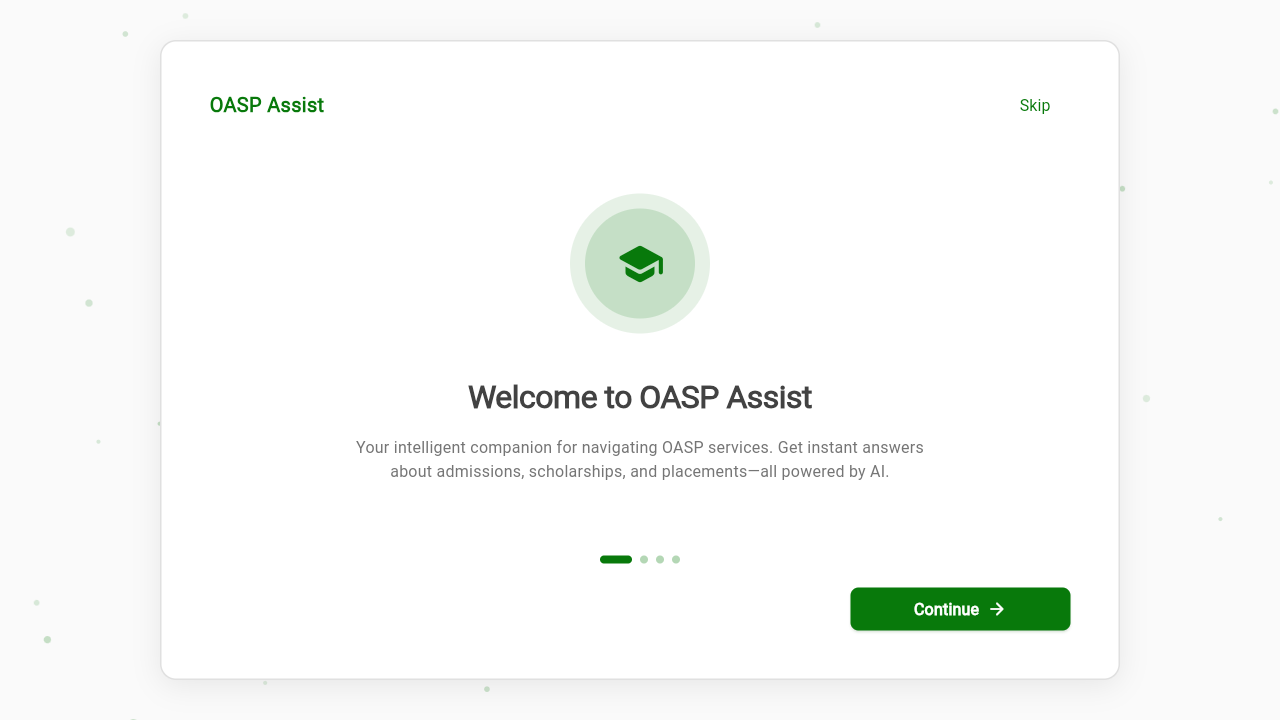 OASP Assist
Skip
Welcome to OASP Assist
Your intelligent companion for navigating OASP services. Get instant answers
about admissions, scholarships, and placements—all powered by AI.
Continue